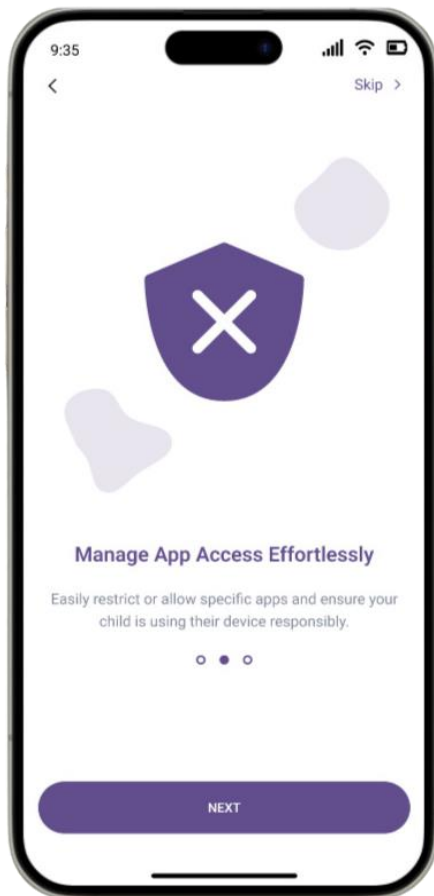 9:35
Skip >
Manage App Access Effortlessly
Easily restrict or allow specific apps and ensure your
child is using their device responsibly.
NEXT